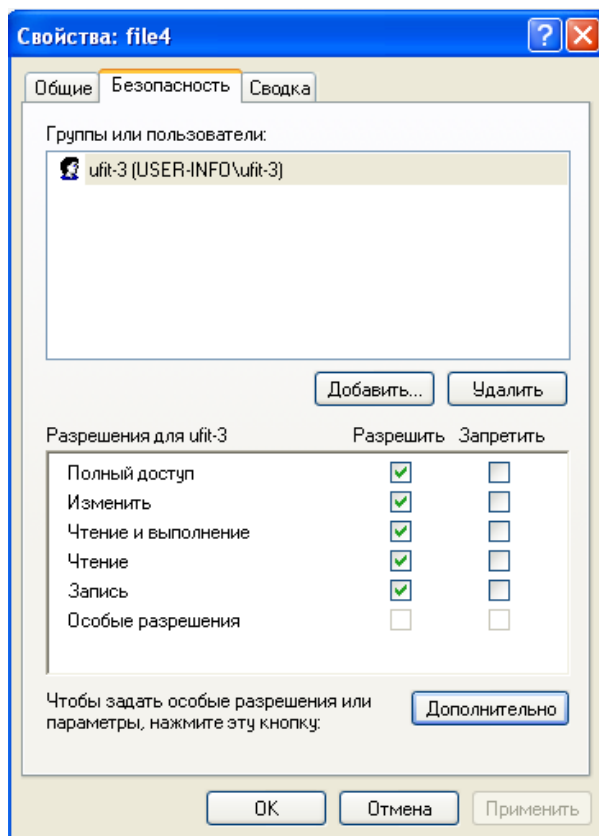 Свойства: file4
Общие Безопасность Сводка
Группы или пользователи:
ufit-3 (USER-INFO\ufit-3)
Добавить... Удалить
Разрешения для ufit-3 Разрешить Запретить
Полный доступ
Изменить
Чтение и выполнение
Чтение
Запись
Особые разрешения
Чтобы задать особые разрешения или
параметры, нажмите эту кнопку:
Дополнительно
ОК Отмена Применить